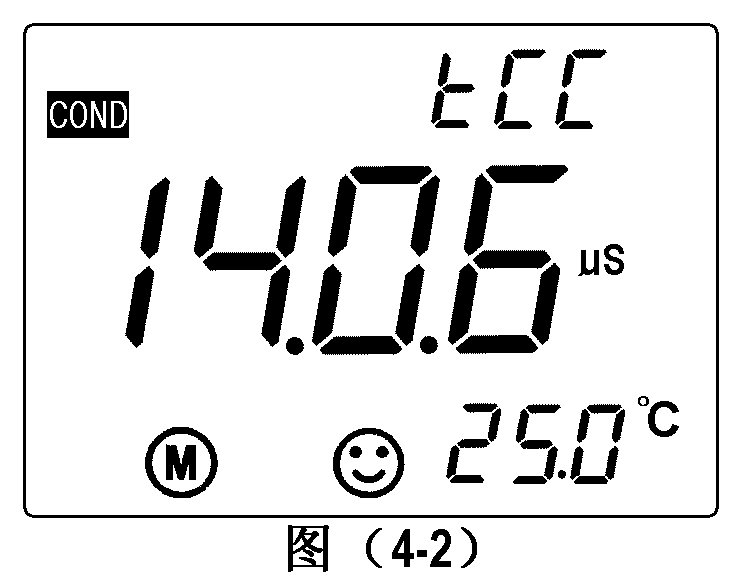 tCC
COND
14.0.6 μS
M
25.0 ℃
图（4-2）